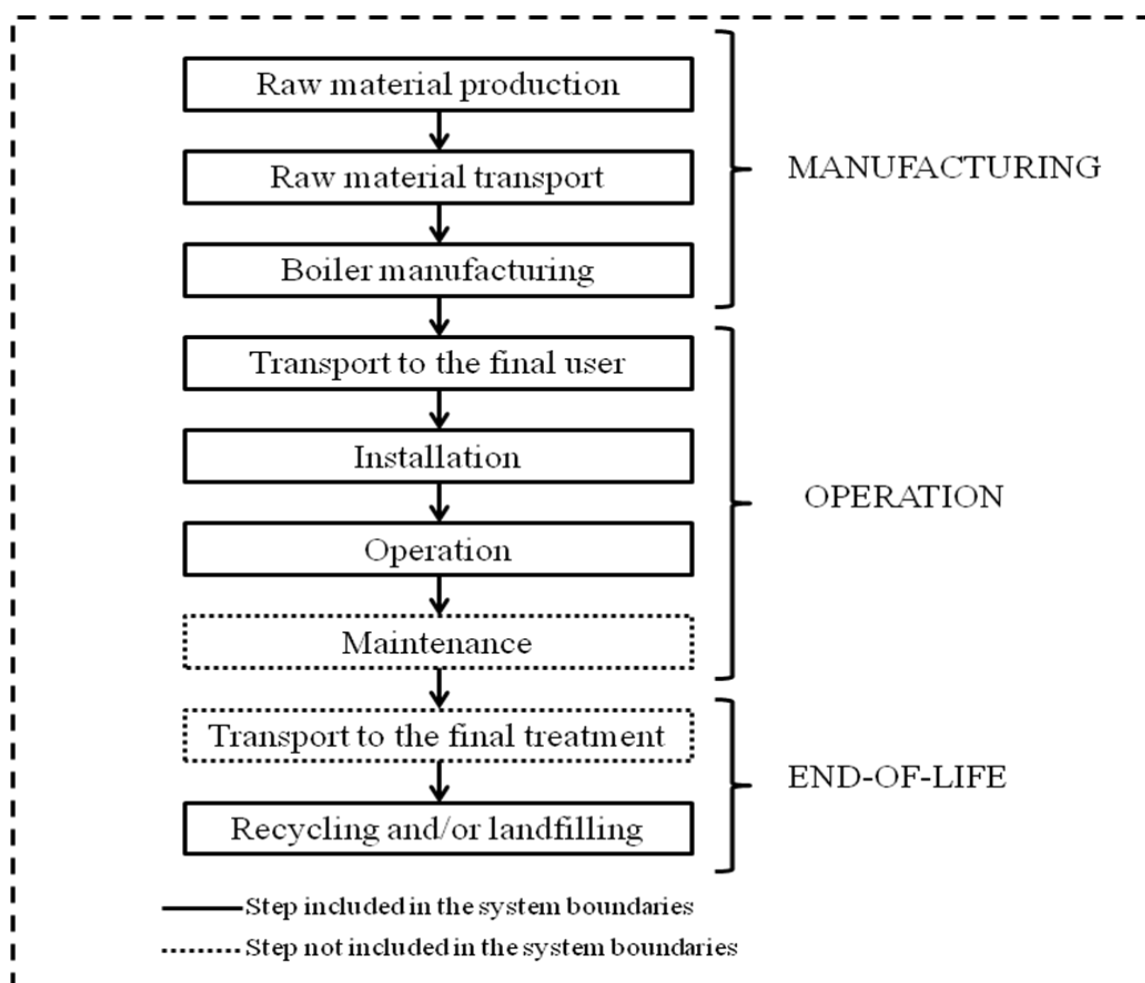 Raw material production
Raw material transport
MANUFACTURING
Boiler manufacturing
Transport to the final user
Installation
OPERATION
Operation
Maintenance
Transport to the final treatment
END-OF-LIFE
Recycling and/or landfilling
Step included in the system boundaries
Step not included in the system boundaries